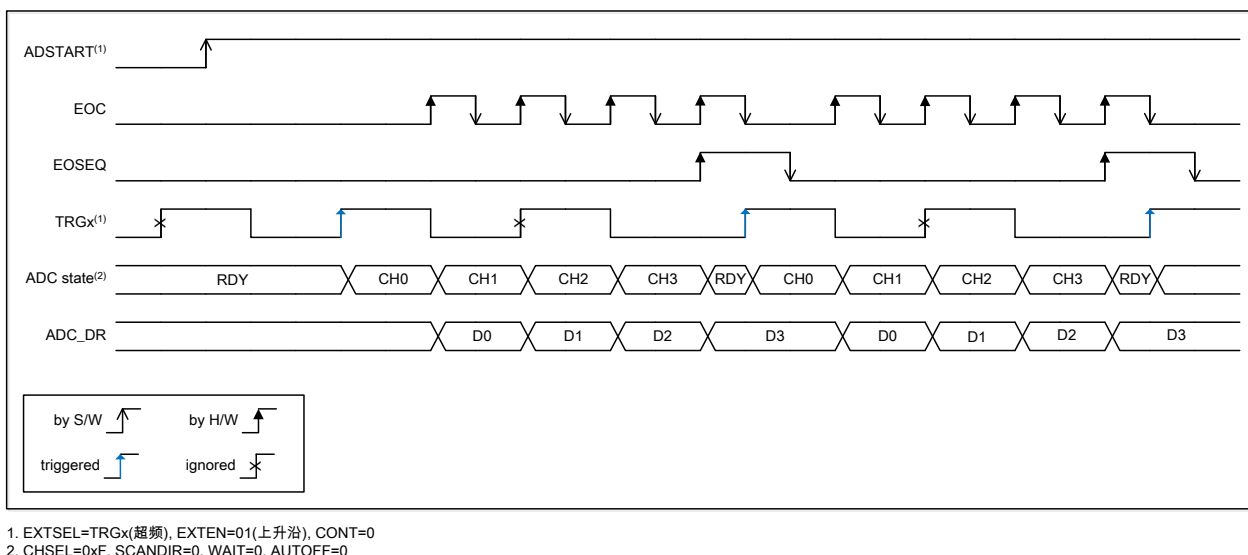 ADSTART(1)
EOC
EOSEQ
TRGx(1)
ADC state(2) RDY CH0 CH1 CH2 CH3 RDY CH0 CH1 CH2 CH3 RDY
ADC_DR D0 D1 D2 D3 D0 D1 D2 D3
by S/W by H/W
triggered ignored
1. EXTSEL=TRGx(超频), EXTEN=01(上升沿), CONT=0
2. CHSEL=0xF, SCANDIR=0, WAIT=0, AUTOFF=0